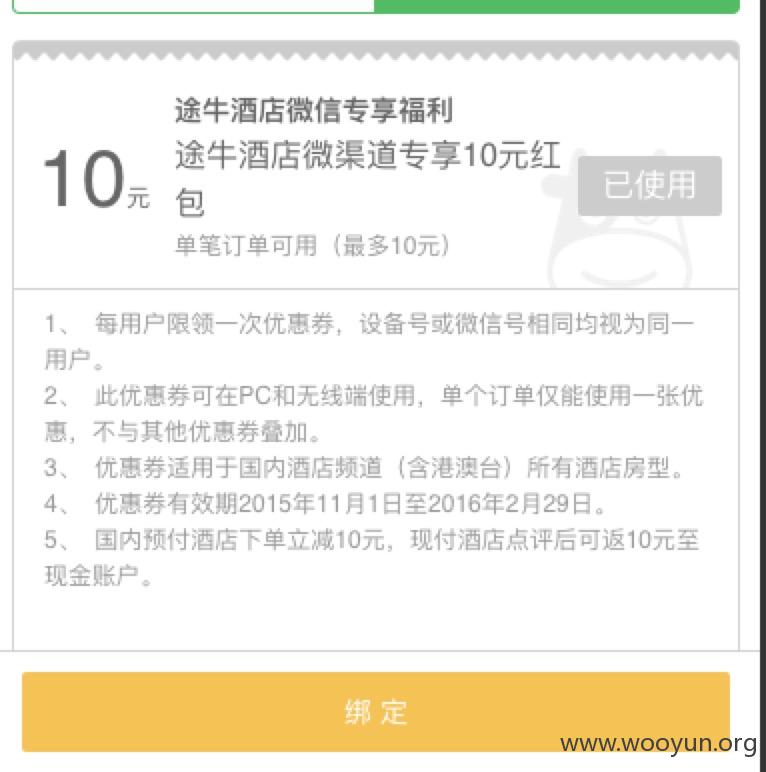 途牛酒店微信专享福利
途牛酒店微渠道专享10元红
包
10元
已使用
单笔订单可用（最多10元）
1、 每用户限领一次优惠券，设备号或微信号相同均视为同一
用户。
2、 此优惠券可在PC和无线端使用，单个订单仅能使用一张优
惠，不与其他优惠券叠加。
3、 优惠券适用于国内酒店频道（含港澳台）所有酒店房型。
4、 优惠券有效期2015年11月1日至2016年2月29日。
5、 国内预付酒店下单立减10元，现付酒店点评后可返10元至
现金账户。
绑 定
www.wooyun.org